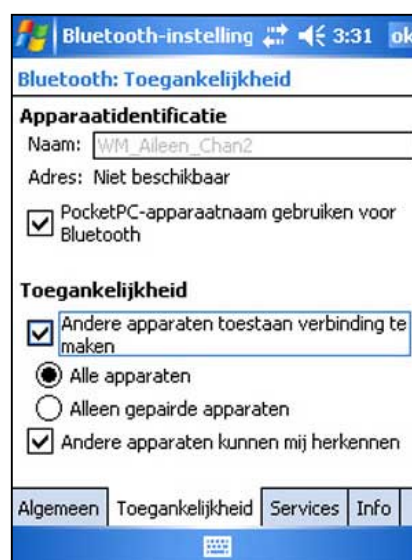 Bluetooth-instelling 3:31 ok
Bluetooth: Toegankelijkheid
Apparaatidentificatie
Naam: WM_Aileen_Chan2
Adres: Niet beschikbaar
PocketPC-apparaatnaam gebruiken voor
Bluetooth
Toegankelijkheid
Andere apparaten toestaan verbinding te
maken
Alle apparaten
Alleen gepairde apparaten
Andere apparaten kunnen mij herkennen
Algemeen Toegankelijkheid Services Info